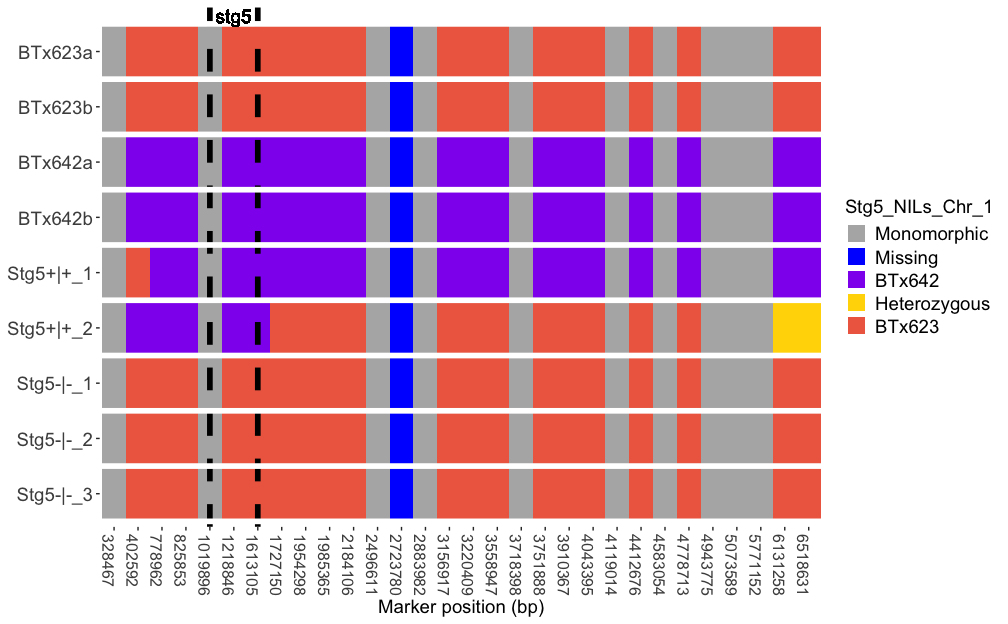 stg5
BTx623a
BTx623b
BTx642a
BTx642b
Stg5+|+_1
Stg5+|+_2
Stg5-|-_1
Stg5-|-_2
Stg5-|-_3
328467
402592
778962
825853
1019896
1218846
1613105
1727150
1954298
1985365
2184106
2496611
2723780
2883982
3156917
3220409
3558947
3718398
3751888
3910367
4043395
4119014
4412676
4583054
4778713
4943775
5073589
5771152
6131258
6518631
Marker position (bp)
Stg5_NILs_Chr_1
Monomorphic
Missing
BTx642
Heterozygous
BTx623